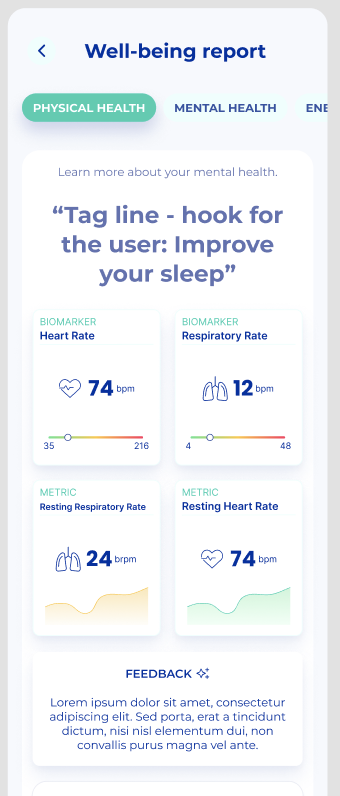 Well-being report
PHYSICAL HEALTH MENTAL HEALTH ENE
Learn more about your mental health.
“Tag line - hook for
the user: Improve
your sleep”
BIOMARKER
Heart Rate
74 bpm
35 216
BIOMARKER
Respiratory Rate
12 bpm
4 48
METRIC
Resting Respiratory Rate
24 brpm
METRIC
Resting Heart Rate
74 bpm
FEEDBACK
Lorem ipsum dolor sit amet, consectetur
adipiscing elit. Sed porta, erat a tincidunt
dictum, nisi nisl elementum dui, non
convallis purus magna vel ante.